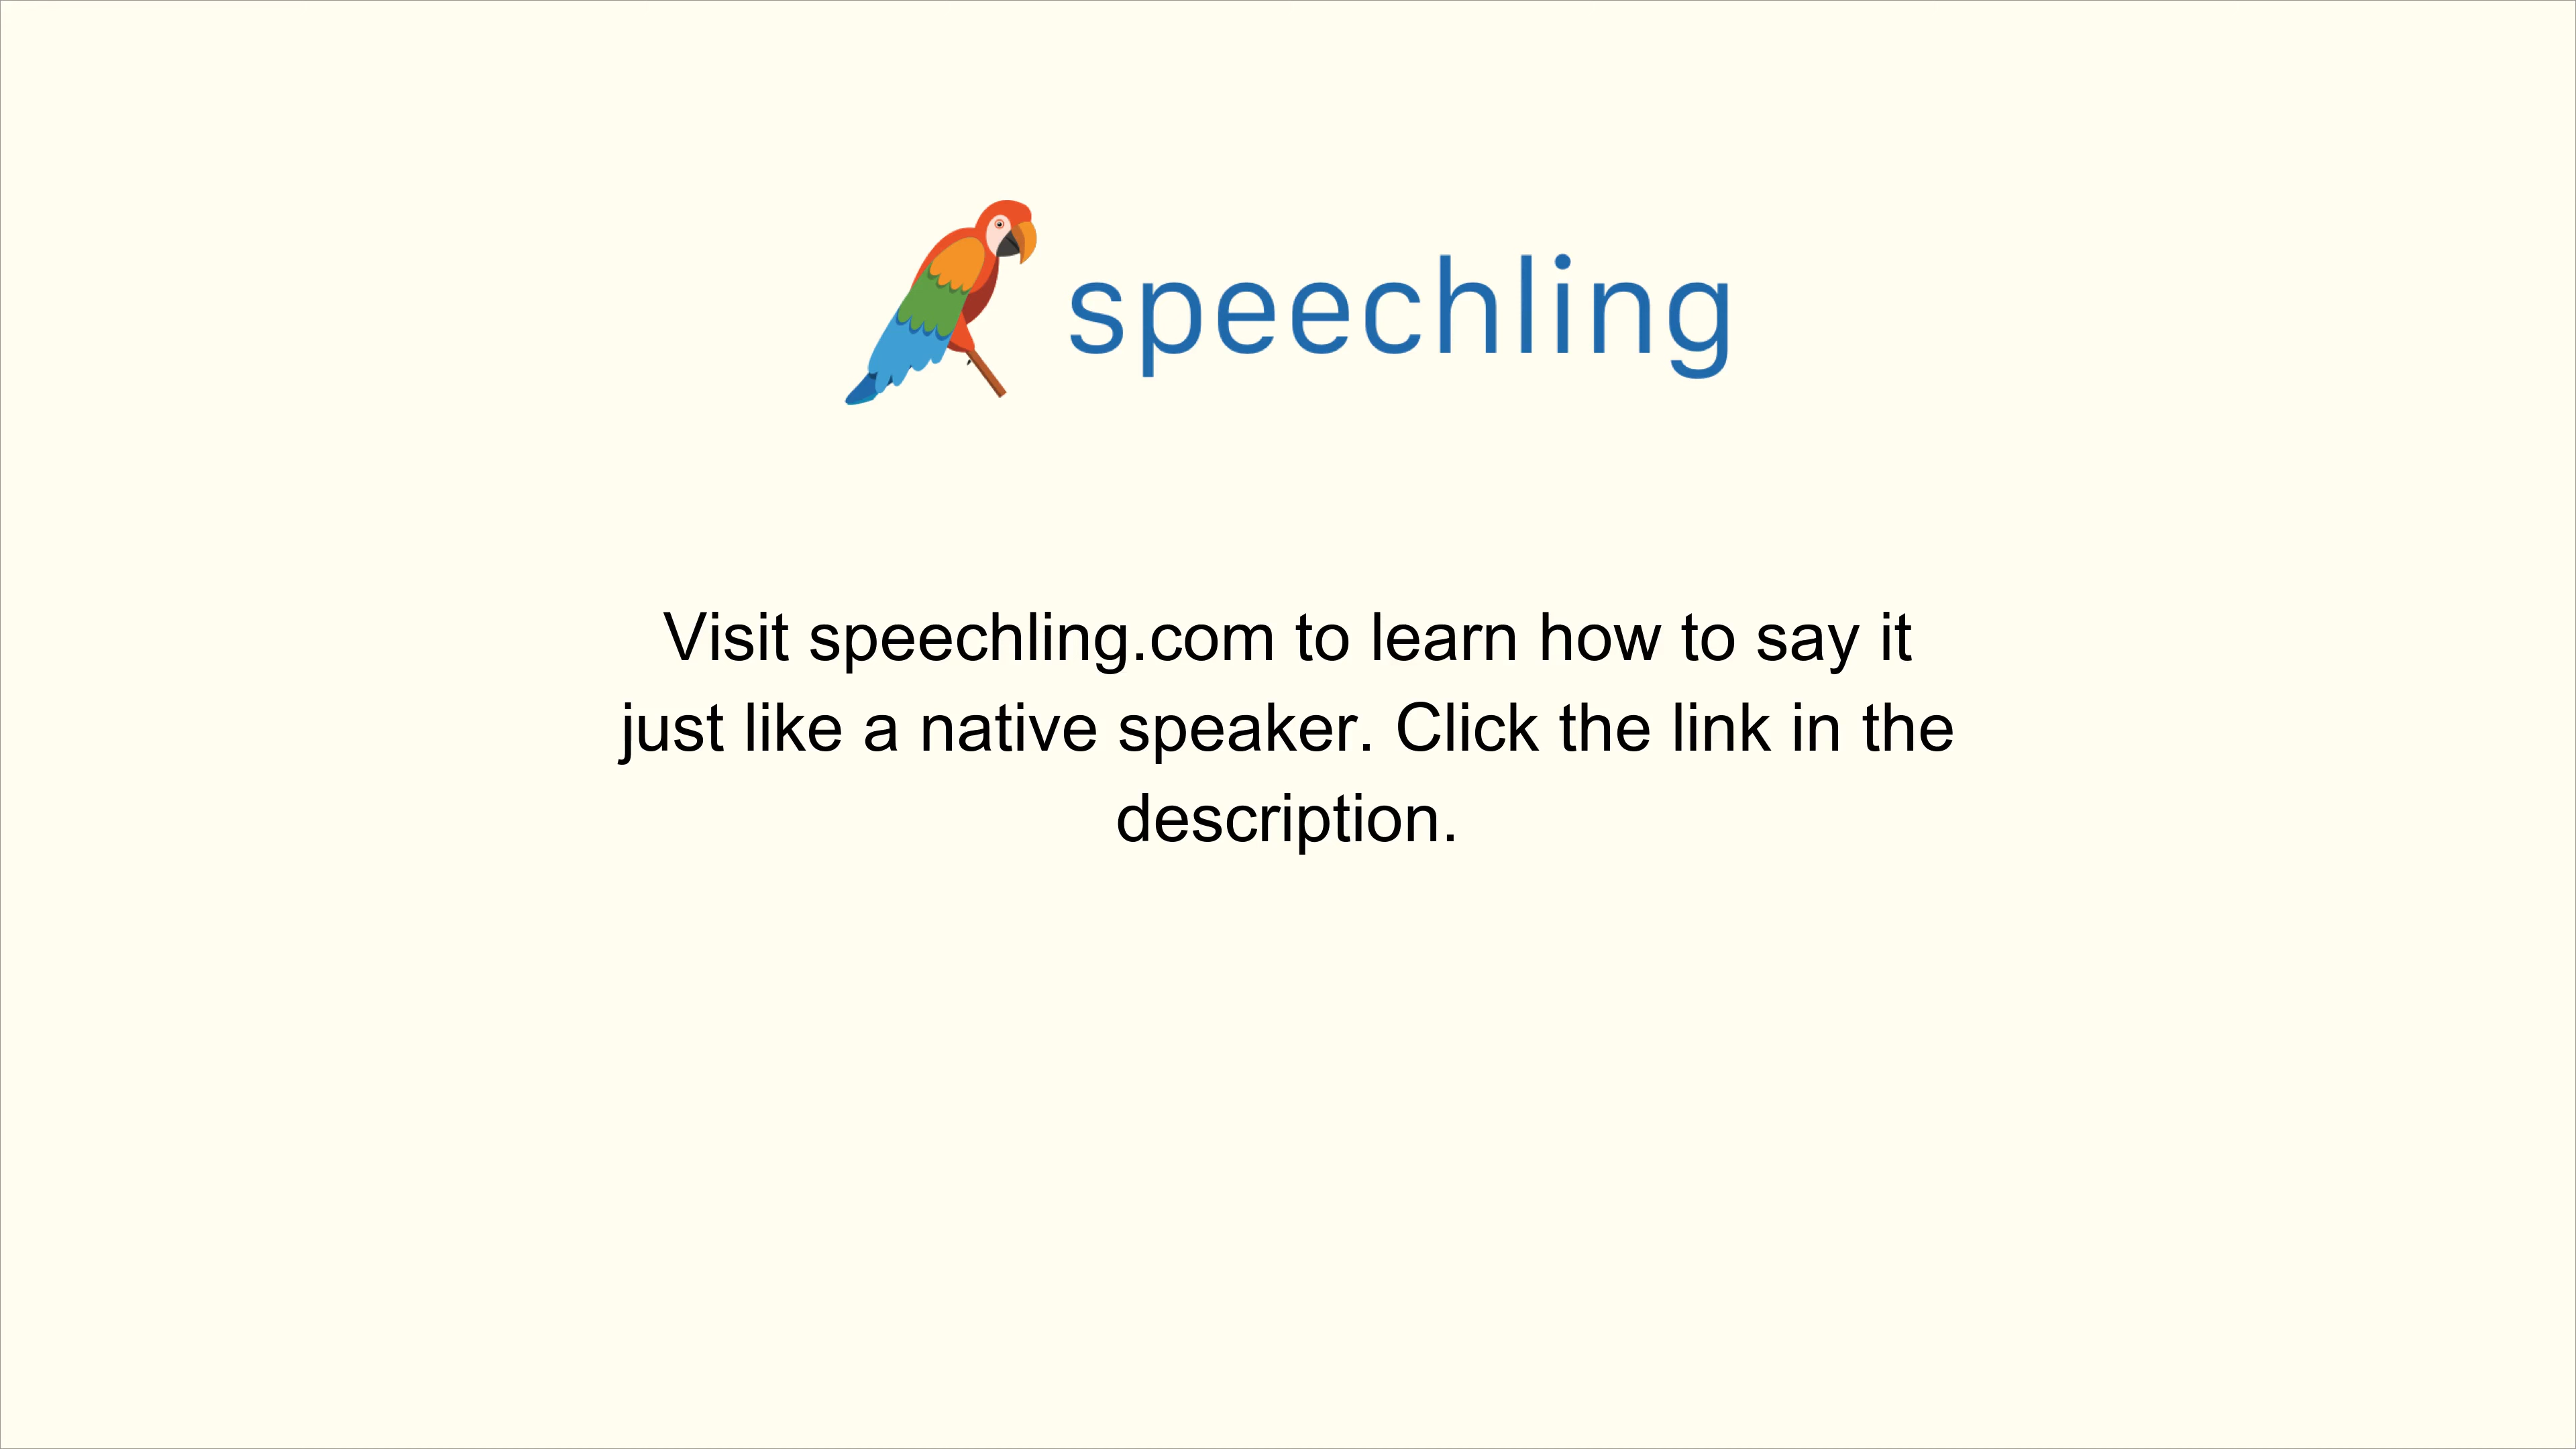 speechling
Visit speechling.com to learn how to say it
just like a native speaker. Click the link in the
description.